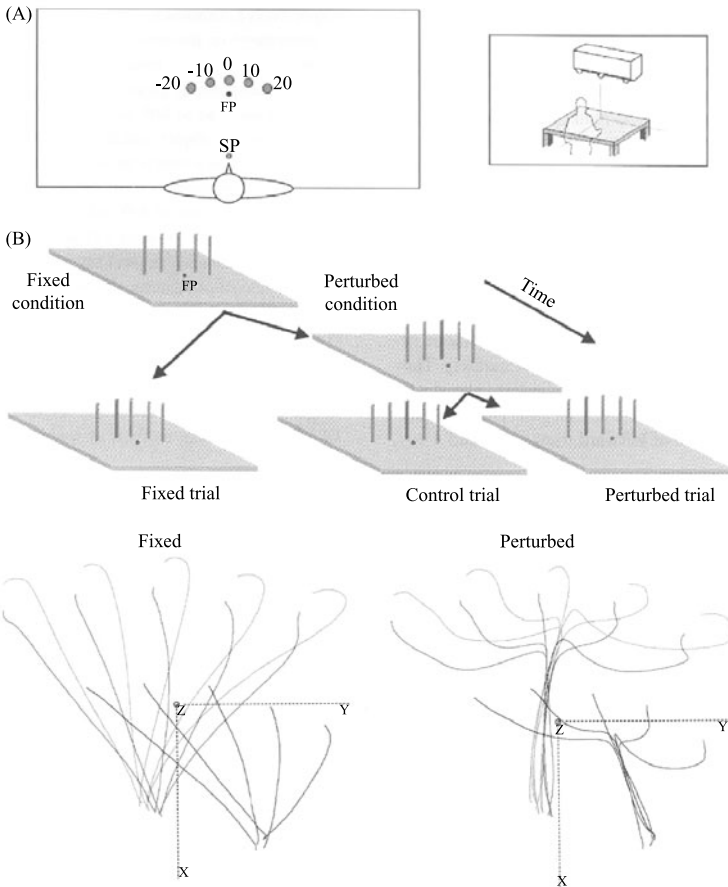 (A)
-20 -10 0 10 20
FP
SP
(B)
Fixed
condition
FP
Perturbed
condition
Time
Fixed trial
Control trial
Perturbed trial
Fixed
Perturbed
Z
Y
X
Z
Y
X